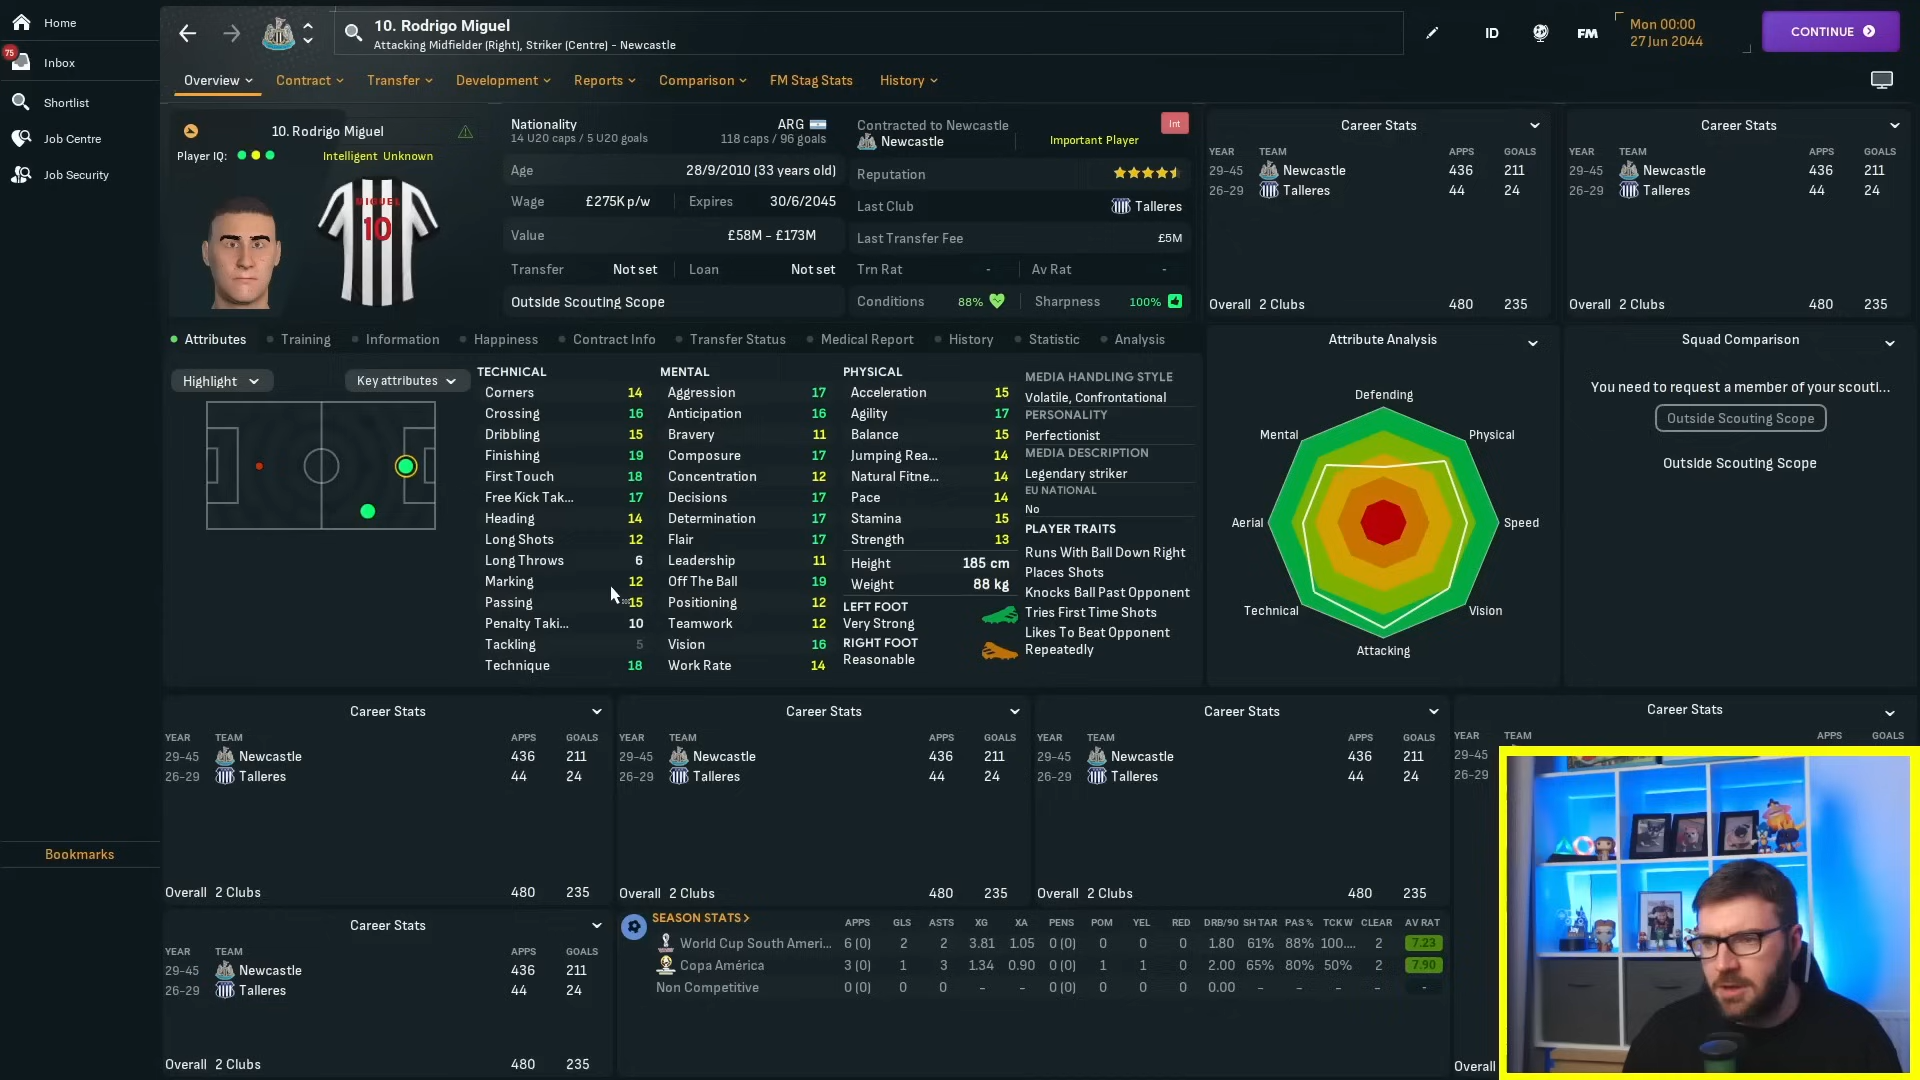 Home
75
Inbox
Shortlist
Job Centre
Job Security
Bookmarks
10. Rodrigo Miguel
Attacking Midfielder (Right), Striker (Centre) - Newcastle
ID
FM
Mon 00:00
27 Jun 2044
CONTINUE
Overview
Contract
Transfer
Development
Reports
Comparison
FM Stag Stats
History
10. Rodrigo Miguel
Player IQ:
Intelligent Unknown
MIGUEL
10
Nationality ARG
14 U20 caps / 5 U20 goals 118 caps / 96 goals
Age 28/9/2010 (33 years old)
Wage £275K p/w Expires 30/6/2045
Value £58M - £173M
Transfer Not set Loan Not set
Outside Scouting Scope
Contracted to Newcastle Int
Newcastle Important Player
Reputation
Last Club Talleres
Last Transfer Fee £5M
Trn Rat - Av Rat -
Conditions 88% Sharpness 100%
Career Stats
YEAR TEAM APPS GOALS
29-45 Newcastle 436 211
26-29 Talleres 44 24
Overall 2 Clubs 480 235
Career Stats
YEAR TEAM APPS GOALS
29-45 Newcastle 436 211
26-29 Talleres 44 24
Overall 2 Clubs 480 235
Attributes
Training
Information
Happiness
Contract Info
Transfer Status
Medical Report
History
Statistic
Analysis
Highlight
Key attributes
TECHNICAL
Corners 14
Crossing 16
Dribbling 15
Finishing 19
First Touch 18
Free Kick Tak... 17
Heading 14
Long Shots 12
Long Throws 6
Marking 12
Passing 15
Penalty Taki... 10
Tackling 5
Technique 18
MENTAL
Aggression 17
Anticipation 16
Bravery 11
Composure 17
Concentration 12
Decisions 17
Determination 17
Flair 17
Leadership 11
Off The Ball 19
Positioning 12
Teamwork 12
Vision 16
Work Rate 14
PHYSICAL
Acceleration 15
Agility 17
Balance 15
Jumping Rea... 14
Natural Fitne... 14
Pace 14
Stamina 15
Strength 13
Height 185 cm
Weight 88 kg
LEFT FOOT
Very Strong
RIGHT FOOT
Reasonable
MEDIA HANDLING STYLE
Volatile, Confrontational
PERSONALITY
Perfectionist
MEDIA DESCRIPTION
Legendary striker
EU NATIONAL
No
PLAYER TRAITS
Runs With Ball Down Right
Places Shots
Knocks Ball Past Opponent
Tries First Time Shots
Likes To Beat Opponent
Repeatedly
Attribute Analysis
Defending
Mental
Physical
Aerial
Speed
Technical
Vision
Attacking
Squad Comparison
You need to request a member of your scouti...
Outside Scouting Scope
Outside Scouting Scope
Career Stats
YEAR TEAM APPS GOALS
29-45 Newcastle 436 211
26-29 Talleres 44 24
Overall 2 Clubs 480 235
Career Stats
YEAR TEAM APPS GOALS
29-45 Newcastle 436 211
26-29 Talleres 44 24
Overall 2 Clubs 480 235
Career Stats
YEAR TEAM APPS GOALS
29-45 Newcastle 436 211
26-29 Talleres 44 24
Overall 2 Clubs 480 235
Career Stats
YEAR TEAM APPS GOALS
29-45
26-29
Overall
Career Stats
YEAR TEAM APPS GOALS
29-45 Newcastle 436 211
26-29 Talleres 44 24
Overall 2 Clubs 480 235
SEASON STATS> APPS GLS ASTS XG XA PENS POM YEL RED DRB/90 SH TAR PAS % TCK W CLEAR AV RAT
World Cup South Ameri... 6 (0) 2 2 3.81 1.05 0 (0) 0 0 0 1.80 61% 88% 100.... 2 7.23
Copa América 3 (0) 1 3 1.34 0.90 0 (0) 1 1 0 2.00 65% 80% 50% 2 7.90
Non Competitive 0 (0) 0 0 - - 0 (0) 0 0 0 0.00 - - - - -